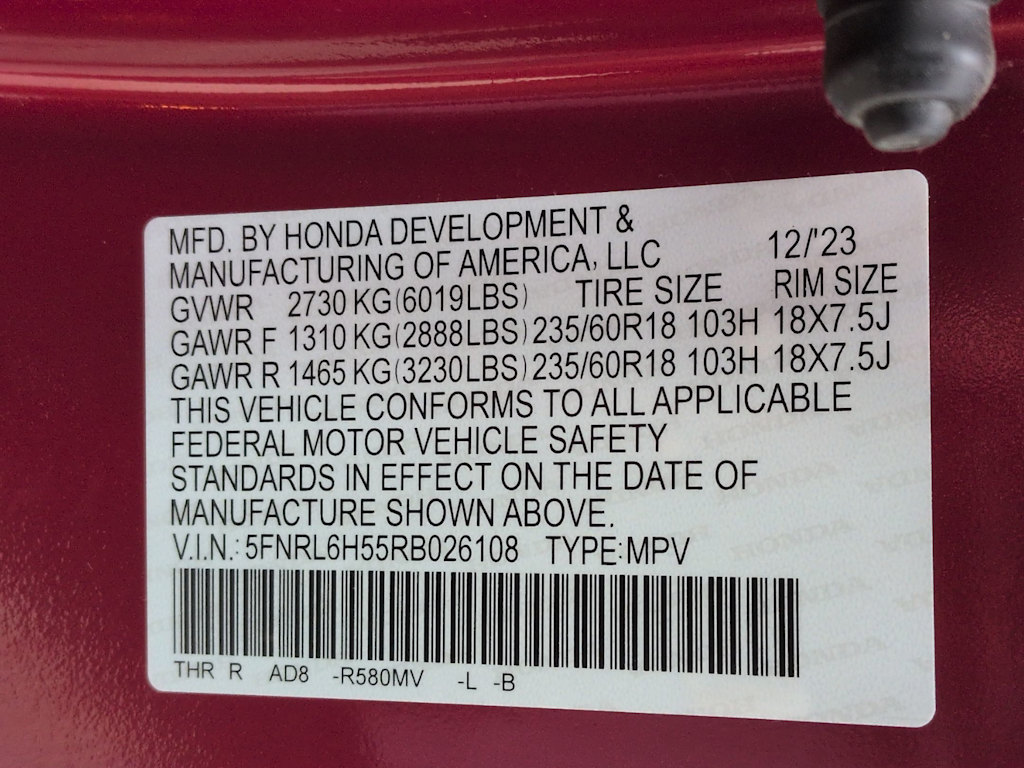 MFD. BY HONDA DEVELOPMENT &
MANUFACTURING OF AMERICA, LLC 12/'23
GVWR 2730 KG(6019LBS) TIRE SIZE RIM SIZE
GAWR F 1310 KG(2888LBS) 235/60R18 103H 18X7.5J
GAWR R 1465 KG(3230LBS) 235/60R18 103H 18X7.5J
THIS VEHICLE CONFORMS TO ALL APPLICABLE
FEDERAL MOTOR VEHICLE SAFETY
STANDARDS IN EFFECT ON THE DATE OF
MANUFACTURE SHOWN ABOVE.
V.I.N.: 5FNRL6H55RB026108 TYPE:MPV
THR R AD8 -R580MV -L -B